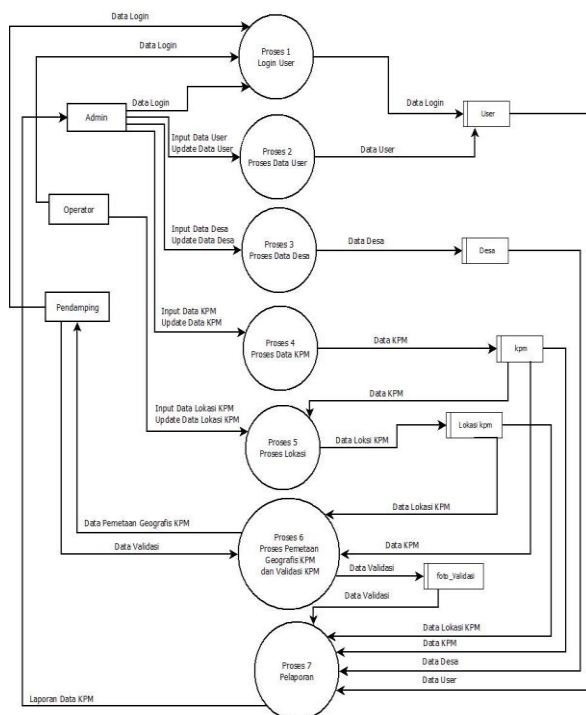 Data Login
Proses 1
Login User
Data Login
Data Login
Data Login
User
Admin
Input Data User
Update Data User
Proses 2
Proses Data User
Data User
Operator
Input Data Desa
Update Data Desa
Proses 3
Proses Data Desa
Data Desa
Desa
Pendamping
Input Data KPM
Update Data KPM
Proses 4
Proses Data KPM
Data KPM
kpm
Data KPM
Input Data Lokasi KPM
Update Data Lokasi KPM
Proses 5
Proses Lokasi
Data Loksi KPM
Lokasi kpm
Data Lokasi KPM
Data Pemetaan Geografis KPM
Proses 6
Proses Pemetaan
Geografis KPM
dan Validasi KPM
Data KPM
Data Validasi
Data Validasi
foto_Validasi
Data Validasi
Data Lokasi KPM
Proses 7
Pelaporan
Data KPM
Data Desa
Data User
Laporan Data KPM